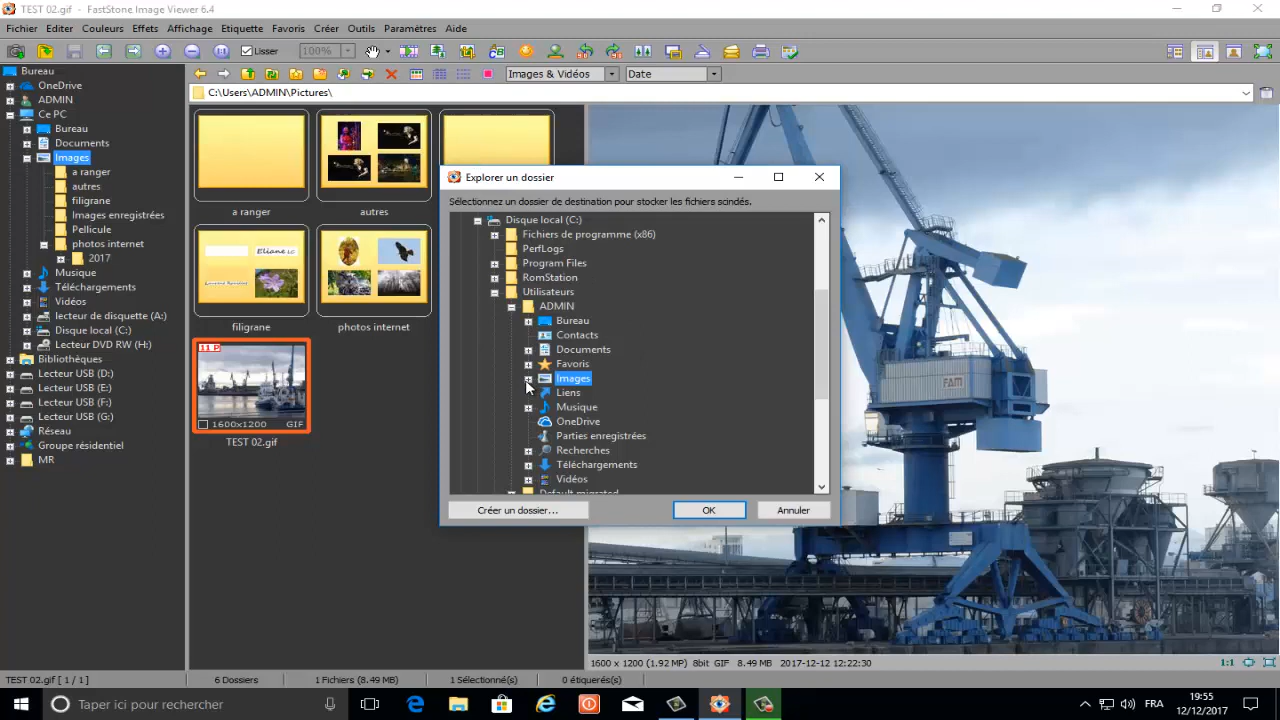 TEST 02.gif - FastStone Image Viewer 6.4
Fichier Editer Couleurs Effets Affichage Etiquette Favoris Créer Outils Paramètres Aide
Lisser 100%
Images & Vidéos Date
C:\Users\ADMIN\Pictures\
Bureau
OneDrive
ADMIN
Ce PC
Bureau
Documents
Images
a ranger
autres
filigrane
Images enregistrées
Pellicule
photos internet
2017
Musique
Téléchargements
Vidéos
lecteur de disquette (A:)
Disque local (C:)
Lecteur DVD RW (H:)
Bibliothèques
Lecteur USB (D:)
Lecteur USB (E:)
Lecteur USB (F:)
Lecteur USB (G:)
Réseau
Groupe résidentiel
MR
a ranger
autres
filigrane
photos internet
11 P
1600x1200 GIF
TEST 02.gif
Explorer un dossier
Sélectionnez un dossier de destination pour stocker les fichiers scindés.
Disque local (C:)
Fichiers de programme (x86)
PerfLogs
Program Files
RomStation
Utilisateurs
ADMIN
Bureau
Contacts
Documents
Favoris
Images
Liens
Musique
OneDrive
Parties enregistrées
Recherches
Téléchargements
Vidéos
Default.migrated
Créer un dossier... OK Annuler
FAM
1600 x 1200 (1.92 MP) 8bit GIF 8.49 MB 2017-12-12 12:22:30
1:1
TEST 02.gif [ 1 / 1 ]
6 Dossiers
1 Fichiers (8.49 MB)
1 Sélectionné(s)
0 étiqueté(s)
Taper ici pour rechercher
19:55
12/12/2017